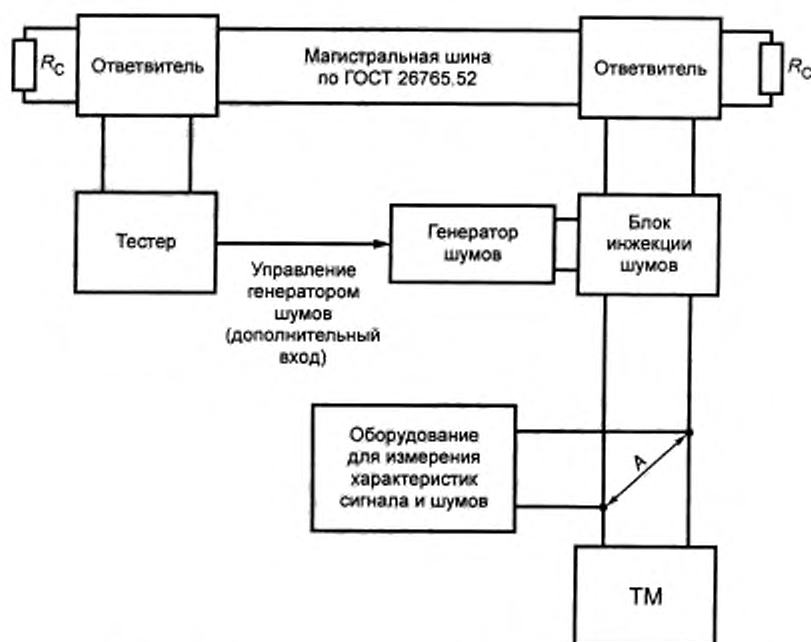 R_C
Ответвитель
Магистральная шина
по ГОСТ 26765.52
Ответвитель
R_C
Тестер
Генератор
шумов
Блок
инжекции
шумов
Управление
генератором
шумов
(дополнительный
вход)
Оборудование
для измерения
характеристик
сигнала и шумов
А
ТМ